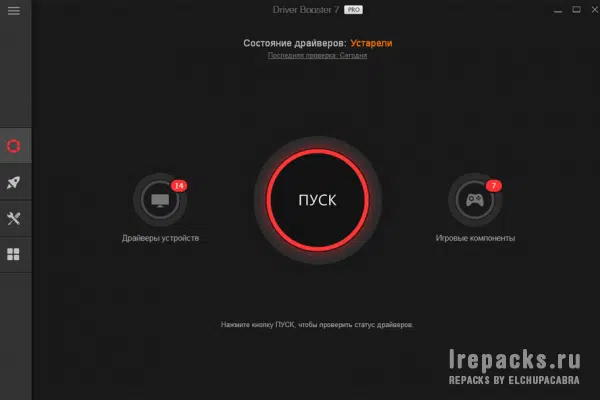 Driver Booster 7 PRO
Состояние драйверов: Устарели
Последняя проверка: Сегодня
14
7
ПУСК
Драйверы устройств
Игровые компоненты
Нажмите кнопку ПУСК, чтобы проверить статус драйверов.
lrepacks.ru
REPACKS BY ELCHUPACABRA